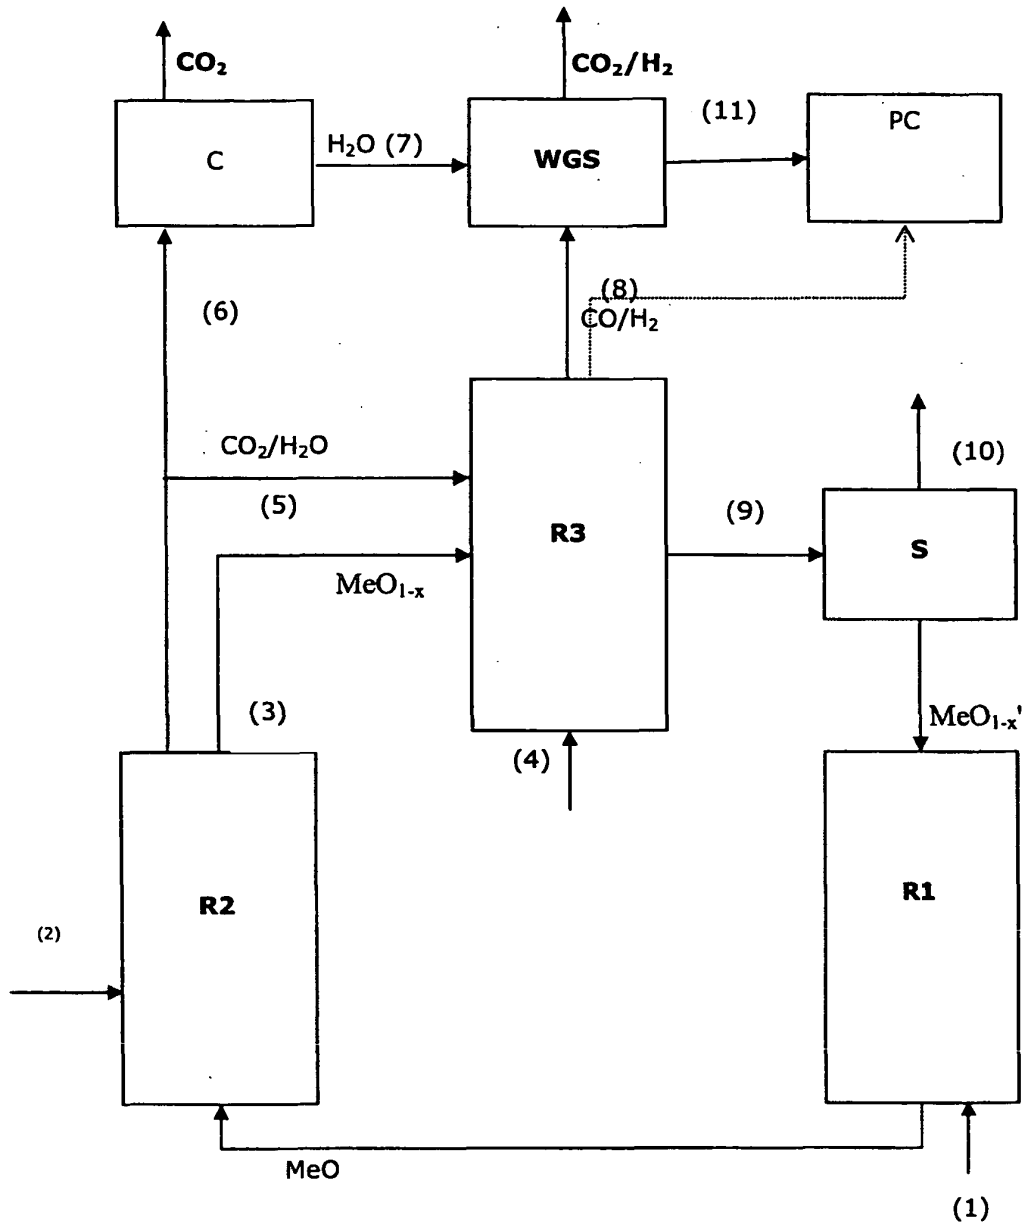 CO₂
CO₂/H₂
(11)
PC
C
H₂O (7)
WGS
(6)
(8)
CO/H₂
CO₂/H₂O
(10)
(5)
(9)
R3
S
MeO₁₋ₓ
(3)
MeO₁₋ₓ'
(4)
R2
R1
(2)
MeO
(1)